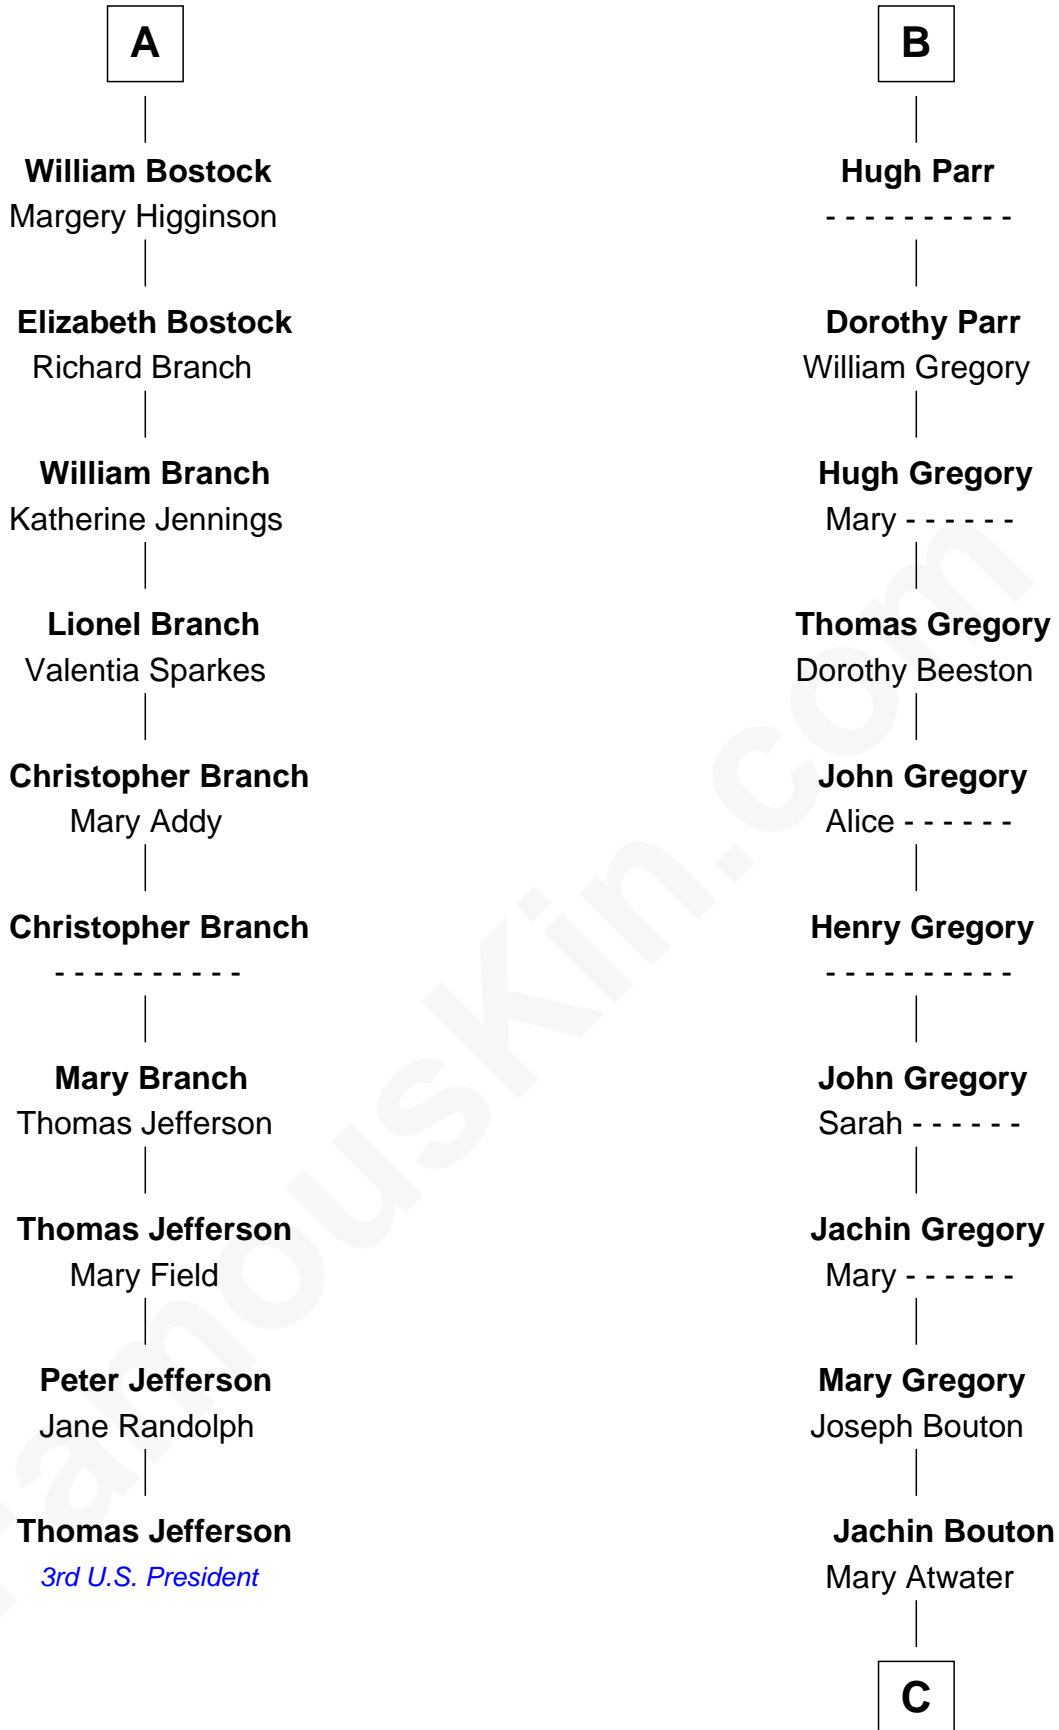 A
William Bostock
Margery Higginson
Elizabeth Bostock
Richard Branch
William Branch
Katherine Jennings
Lionel Branch
Valentia Sparkes
Christopher Branch
Mary Addy
Christopher Branch
- - - - - - - - - -
Mary Branch
Thomas Jefferson
Thomas Jefferson
Mary Field
Peter Jefferson
Jane Randolph
Thomas Jefferson
3rd U.S. President
B
Hugh Parr
- - - - - - - - - -
Dorothy Parr
William Gregory
Hugh Gregory
Mary - - - - - -
Thomas Gregory
Dorothy Beeston
John Gregory
Alice - - - - - -
Henry Gregory
- - - - - - - - - -
John Gregory
Sarah - - - - - -
Jachin Gregory
Mary - - - - - -
Mary Gregory
Joseph Bouton
Jachin Bouton
Mary Atwater
C
FamousKin.com